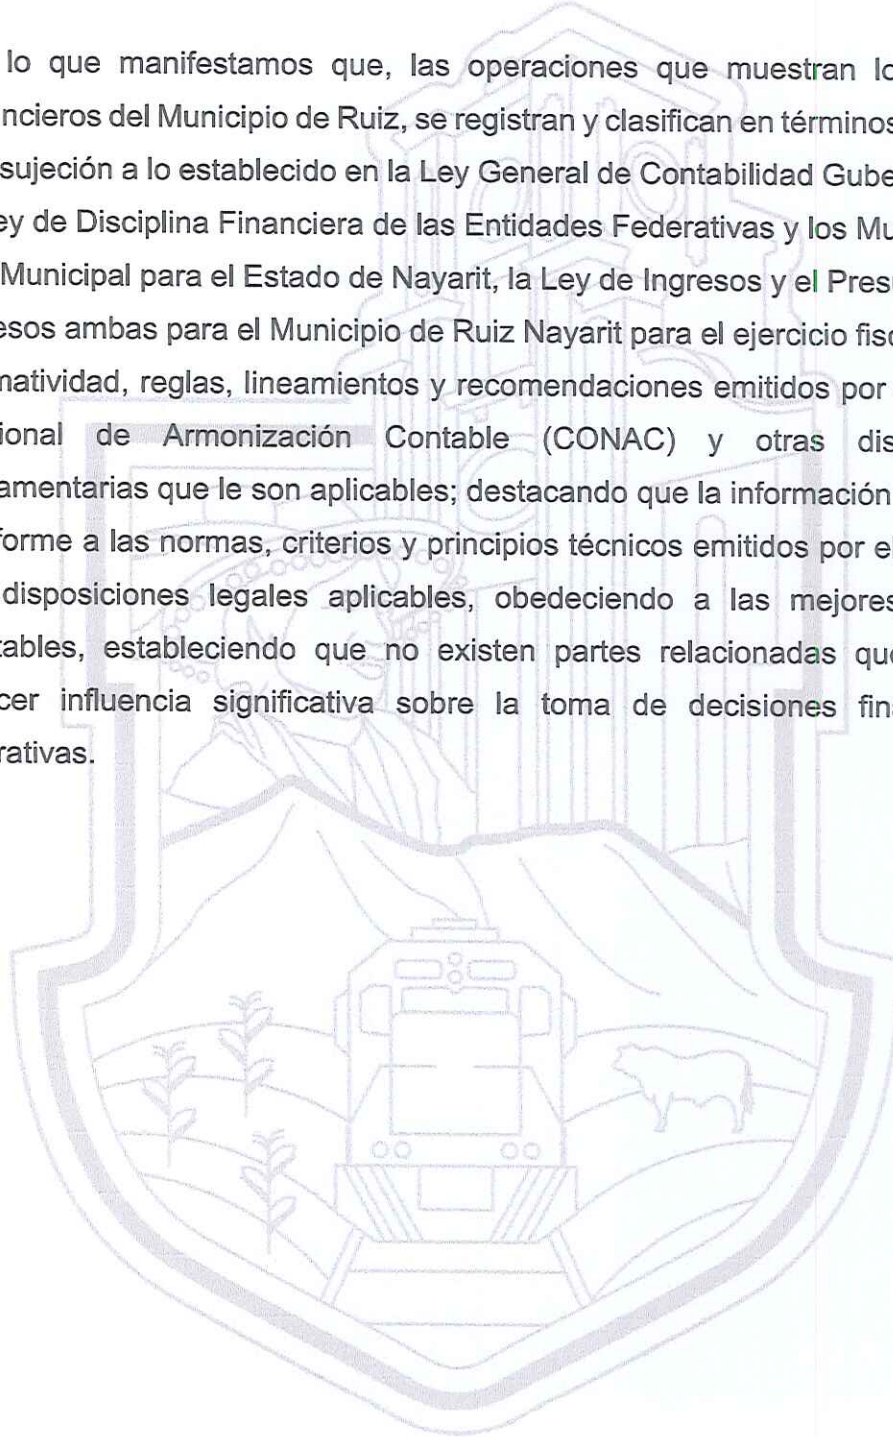 lo que manifestamos que, las operaciones que muestran lo
ncieros del Municipio de Ruiz, se registran y clasifican en términos
sujeción a lo establecido en la Ley General de Contabilidad Gube
ey de Disciplina Financiera de las Entidades Federativas y los Mu
Municipal para el Estado de Nayarit, la Ley de Ingresos y el Pres
esos ambas para el Municipio de Ruiz Nayarit para el ejercicio fisc
matividad, reglas, lineamientos y recomendaciones emitidos por
ional de Armonización Contable (CONAC) y otras dis
amentarias que le son aplicables; destacando que la información
forme a las normas, criterios y principios técnicos emitidos por el
disposiciones legales aplicables, obedeciendo a las mejores
tables, estableciendo que no existen partes relacionadas que
cer influencia significativa sobre la toma de decisiones fin
rativas.